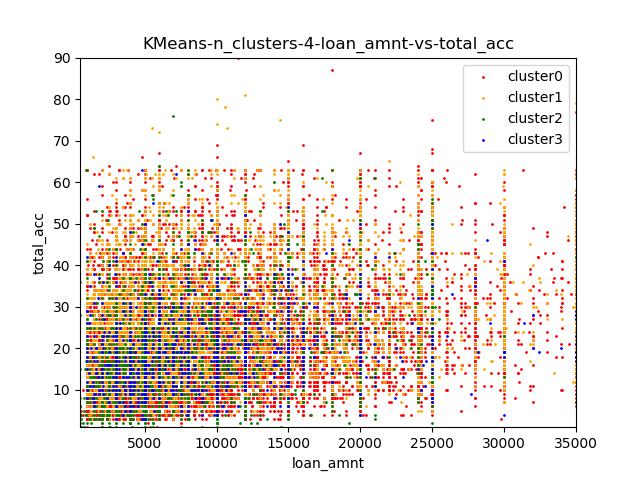 KMeans-n_clusters-4-loan_amnt-vs-total_acc
90
80
70
60
50
40
30
20
10
total_acc
cluster0
cluster1
cluster2
cluster3
5000 10000 15000 20000 25000 30000 35000
loan_amnt